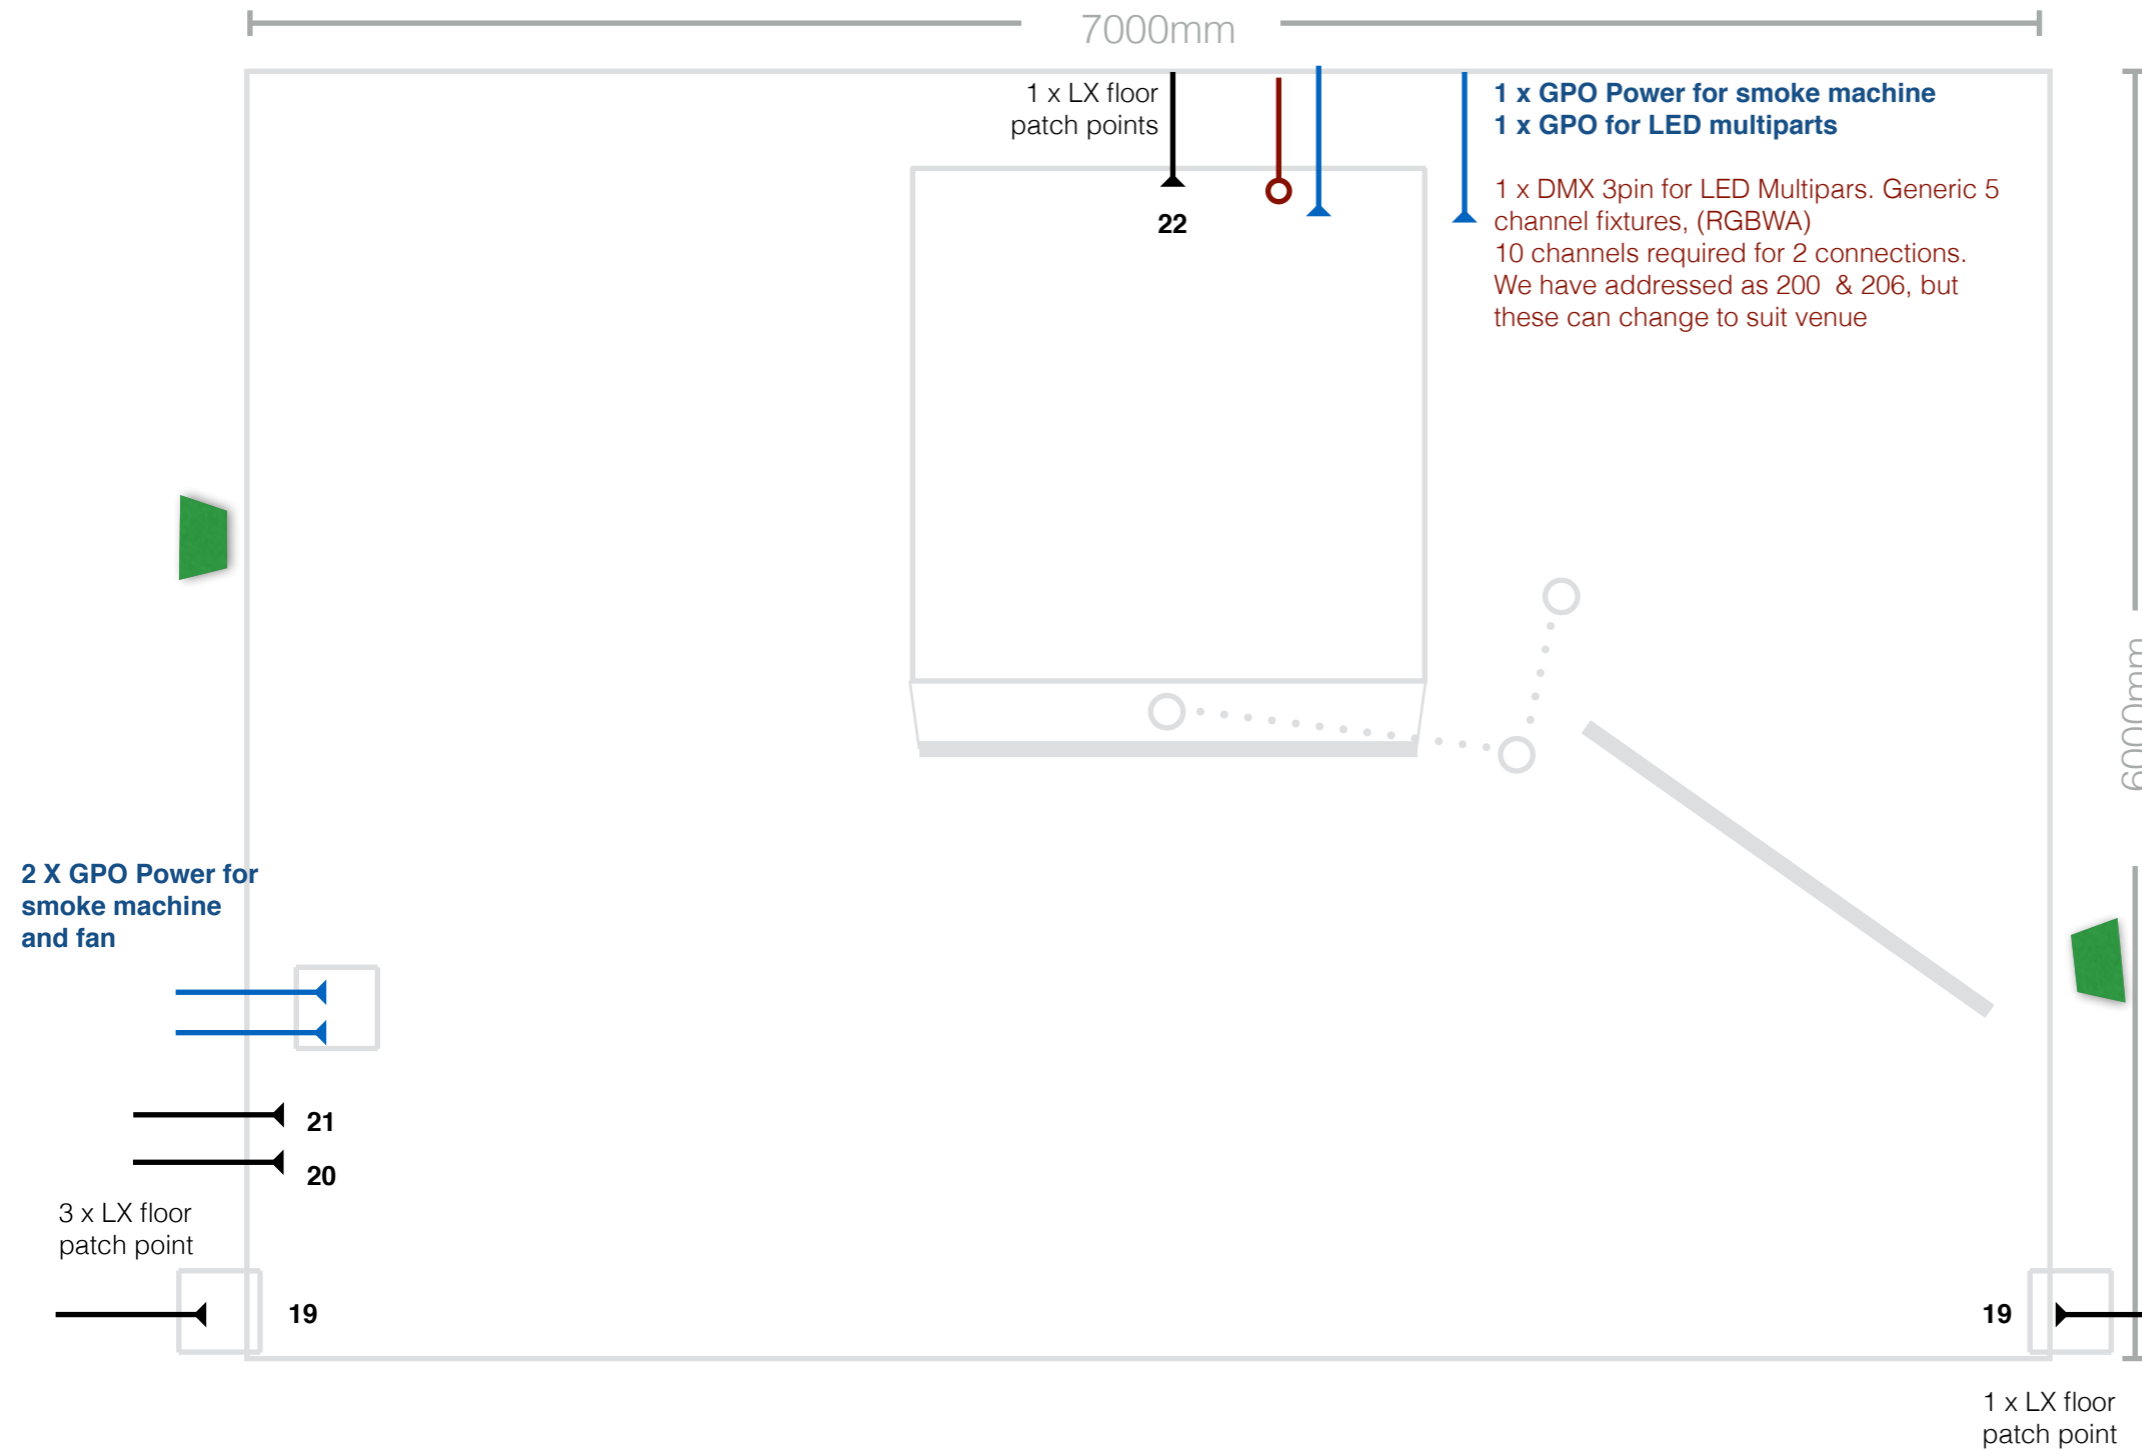 7000mm
1 x LX floor
patch points
22
1 x GPO Power for smoke machine
1 x GPO for LED multiparts
1 x DMX 3pin for LED Multipars. Generic 5
channel fixtures, (RGBWA)
10 channels required for 2 connections.
We have addressed as 200  & 206, but
these can change to suit venue
6000mm
2 X GPO Power for
smoke machine
and fan
21
20
3 x LX floor
patch point
19
19
1 x LX floor
patch point